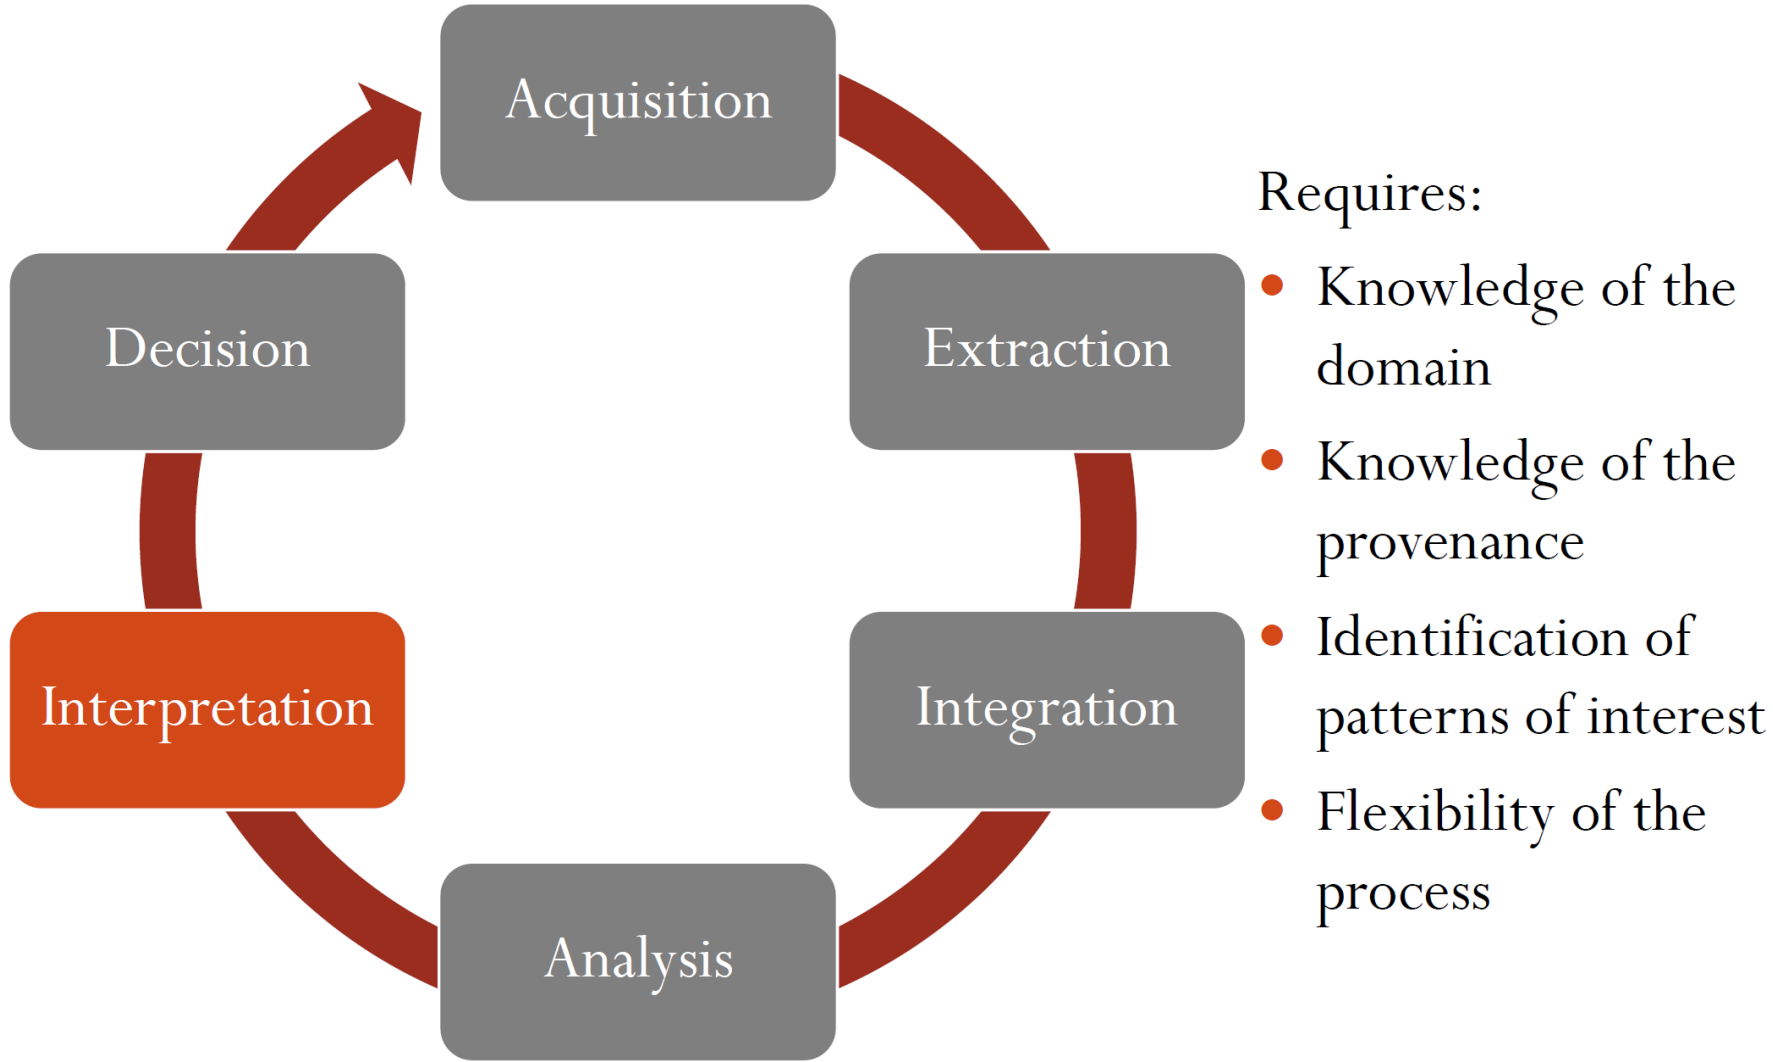 Acquisition
Extraction
Integration
Analysis
Interpretation
Decision
Requires:
• Knowledge of the
domain
• Knowledge of the
provenance
• Identification of
patterns of interest
• Flexibility of the
process